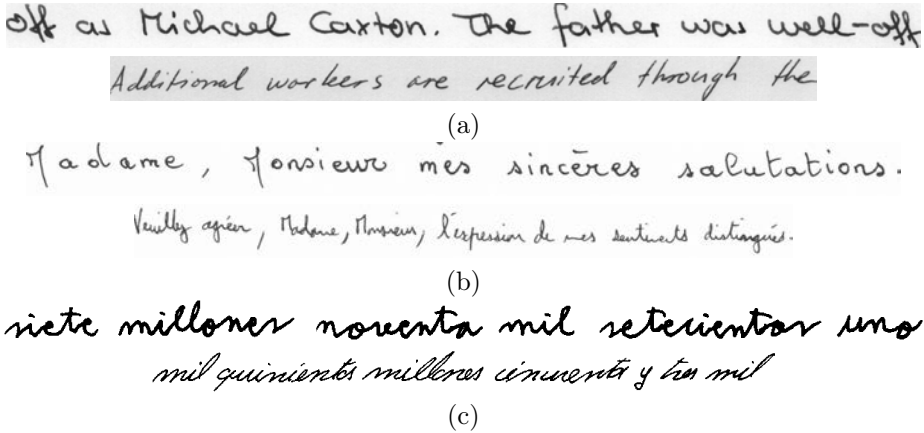 off as Michael Caxton. The father was well-off
Additional workers are recruited through the
(a)
Madame, Monsieur mes sincères salutations.
Veuillez agréer, Madame, Monsieur, l'expression de mes sentiments distingués.
(b)
siete millones noventa mil setecientos uno
mil quinientos millones cincuenta y tres mil
(c)